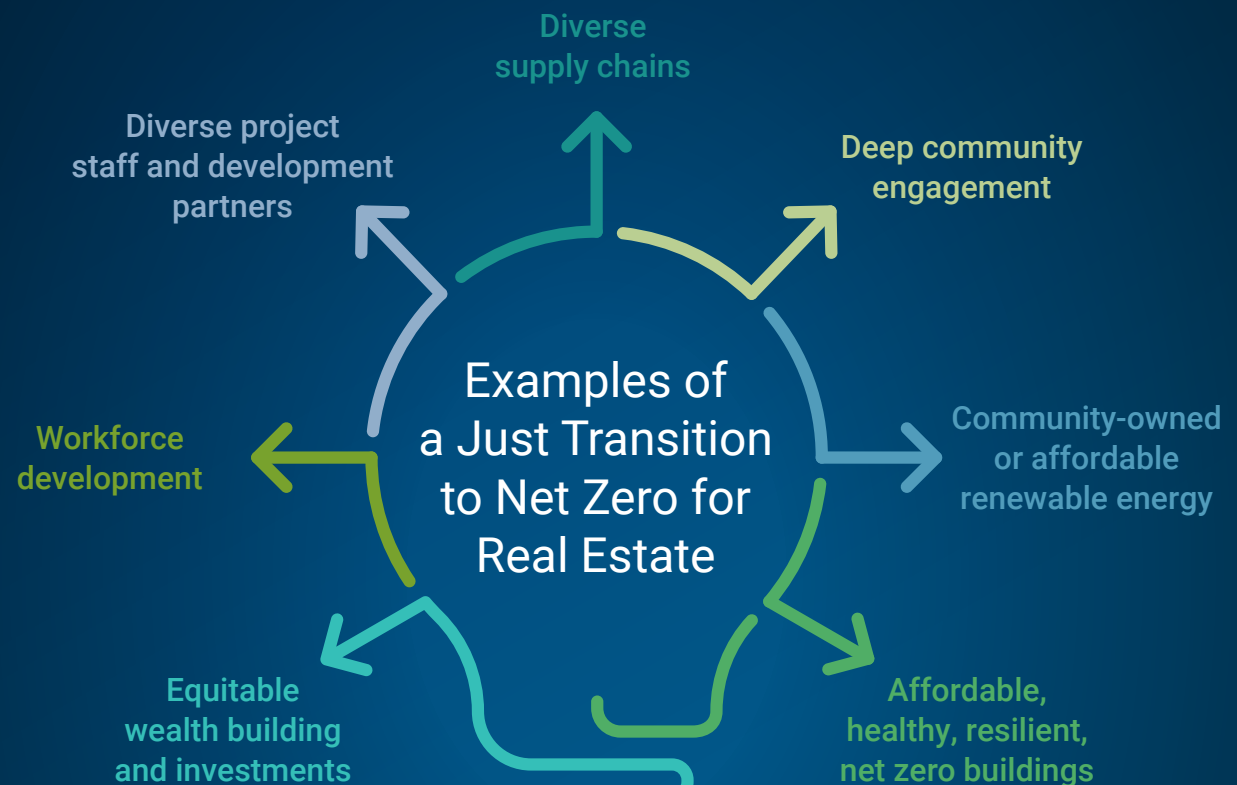 Diverse
supply chains
Diverse project
staff and development
partners
Deep community
engagement
Examples of
a Just Transition
to Net Zero for
Real Estate
Workforce
development
Community-owned
or affordable
renewable energy
Equitable
wealth building
and investments
Affordable,
healthy, resilient,
net zero buildings